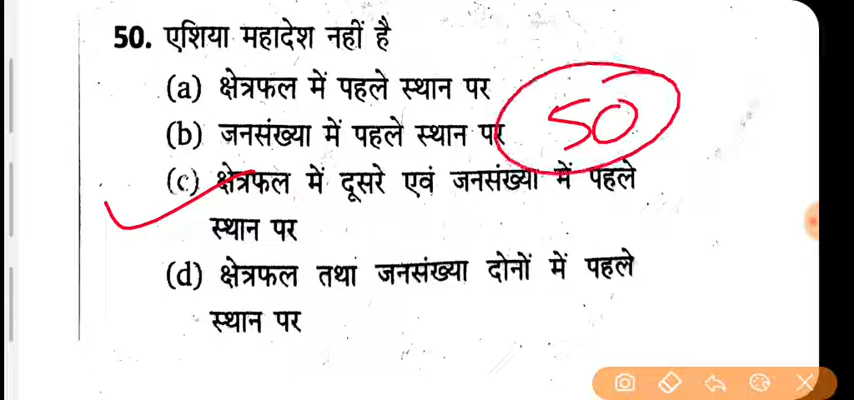 50. एशिया महादेश नहीं है
(a) क्षेत्रफल में पहले स्थान पर
(b) जनसंख्या में पहले स्थान पर
50
(c) क्षेत्रफल में दूसरे एवं जनसंख्या में पहले
स्थान पर
(d) क्षेत्रफल तथा जनसंख्या दोनों में पहले
स्थान पर